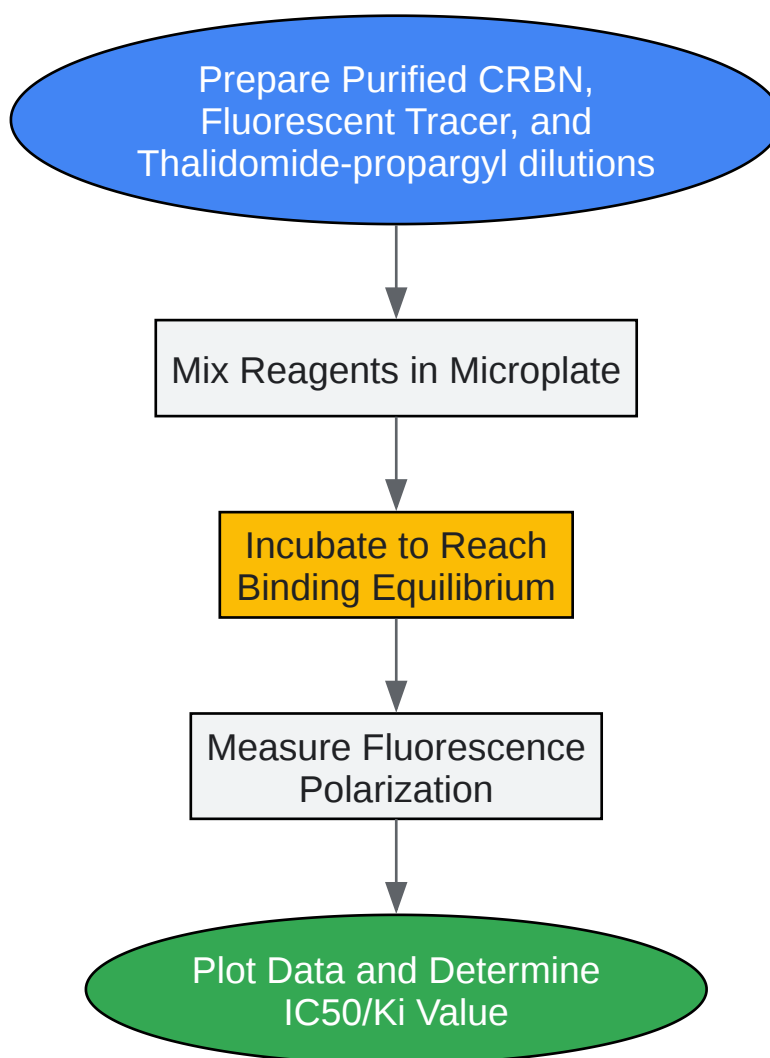 Prepare Purified CRBN,
Fluorescent Tracer, and
Thalidomide-propargyl dilutions
Mix Reagents in Microplate
Incubate to Reach
Binding Equilibrium
Measure Fluorescence
Polarization
Plot Data and Determine
IC50/Ki Value